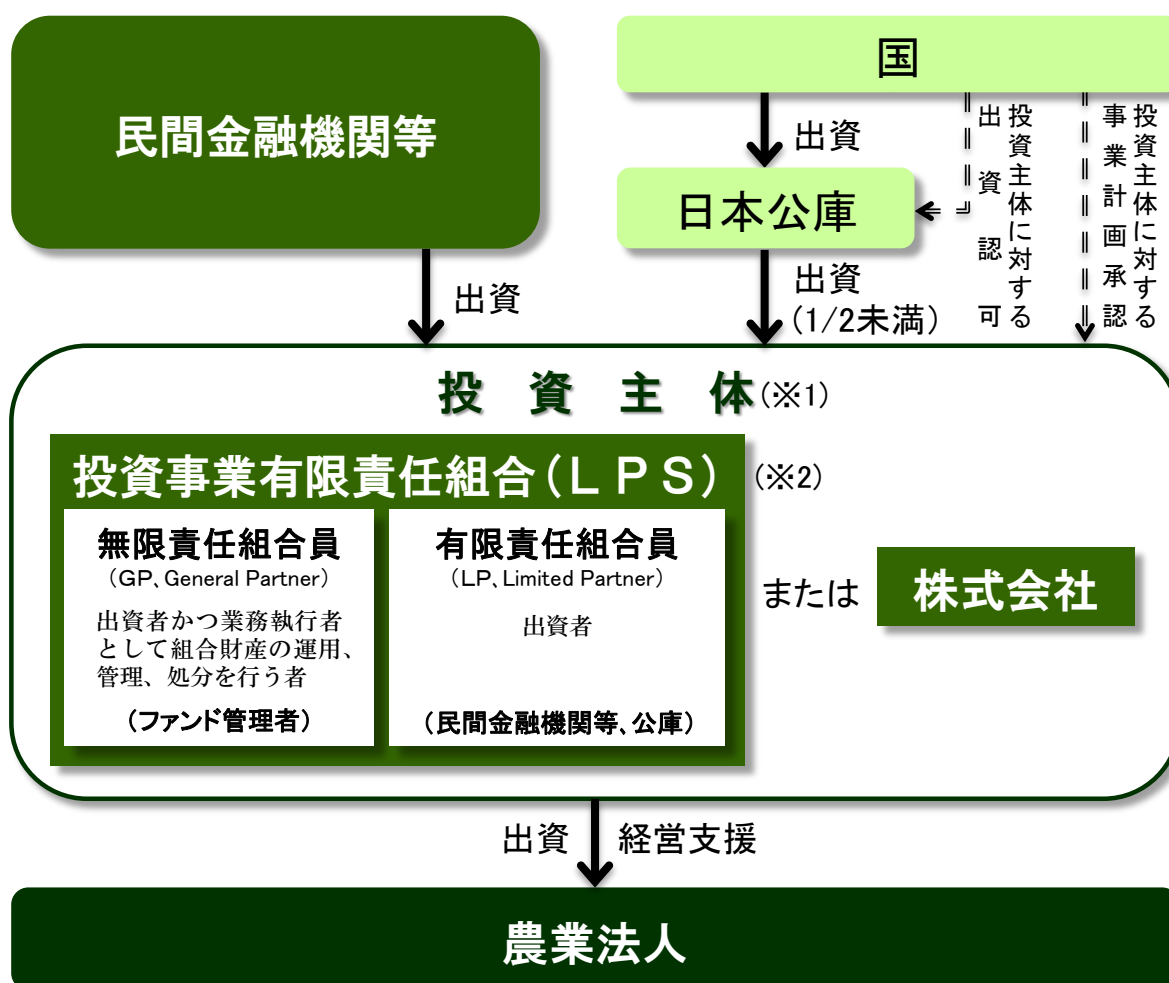 民間金融機関等
国
出資
投資主体に対する
出資認可
投資主体に対する
事業計画承認
日本公庫
出資
出資
(1/2未満)
投資主体(※1)
投資事業有限責任組合(LPS)
(※2)
無限責任組合員
(GP、General Partner)
出資者かつ業務執行者
として組合財産の運用、
管理、処分を行う者
(ファンド管理者)
有限責任組合員
(LP、Limited Partner)
出資者
(民間金融機関等、公庫)
または
株式会社
出資
経営支援
農業法人